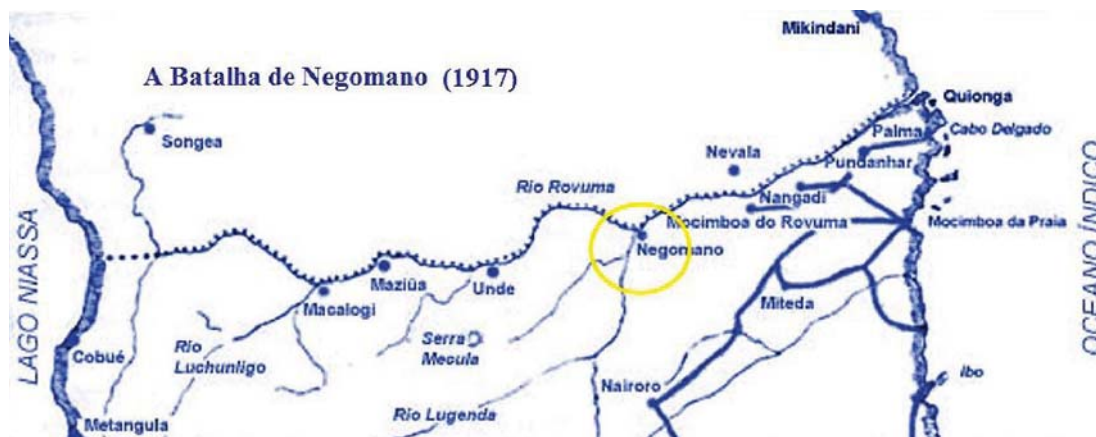 Mikindani
A Batalha de Negomano (1917)
Quionga
Palma
Cabo Delgado
Songea
Nevala
Pundanhar
Rio Rovuma
Nangadi
Mocimboa do Rovuma
Mocimboa da Praia
Negomano
LAGO NIASSA
OCEANO ÍNDICO
Maziüa
Unde
Macalogi
Miteda
Serra
Mecula
Rio
Luchunligo
Cobué
Ibo
Nairoro
Rio Lugenda
Metangula